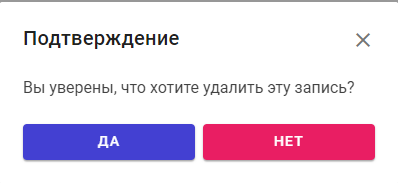 Подтверждение
Вы уверены, что хотите удалить эту запись?
ДА
НЕТ